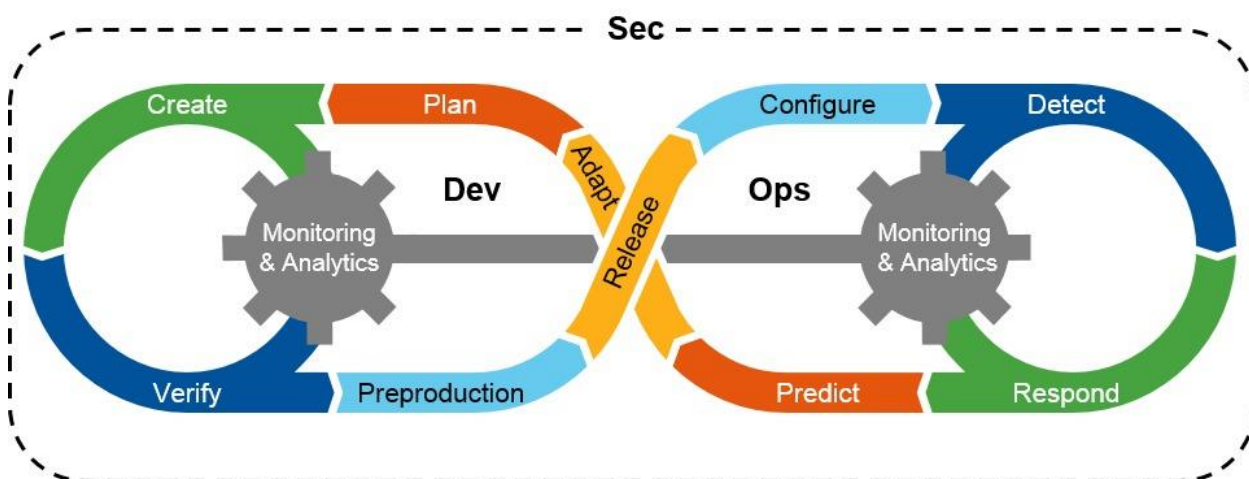 Sec
Create
Plan
Adapt
Release
Configure
Detect
Dev
Ops
Monitoring
& Analytics
Monitoring
& Analytics
Verify
Preproduction
Predict
Respond